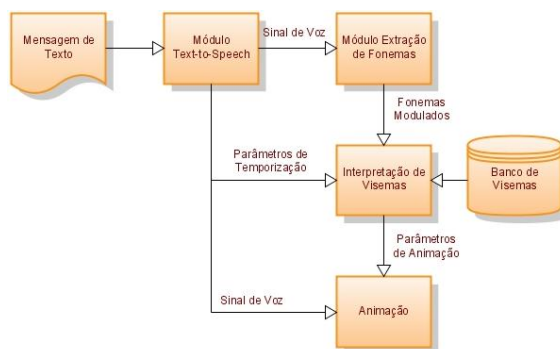 Mensagem de
Texto
Módulo
Text-to-Speech
Sinal de Voz
Módulo Extração
de Fonemas
Fonemas
Modulados
Parâmetros de
Temporização
Interpretação de
Visemas
Banco de
Visemas
Parâmetros
de Animação
Sinal de Voz
Animação